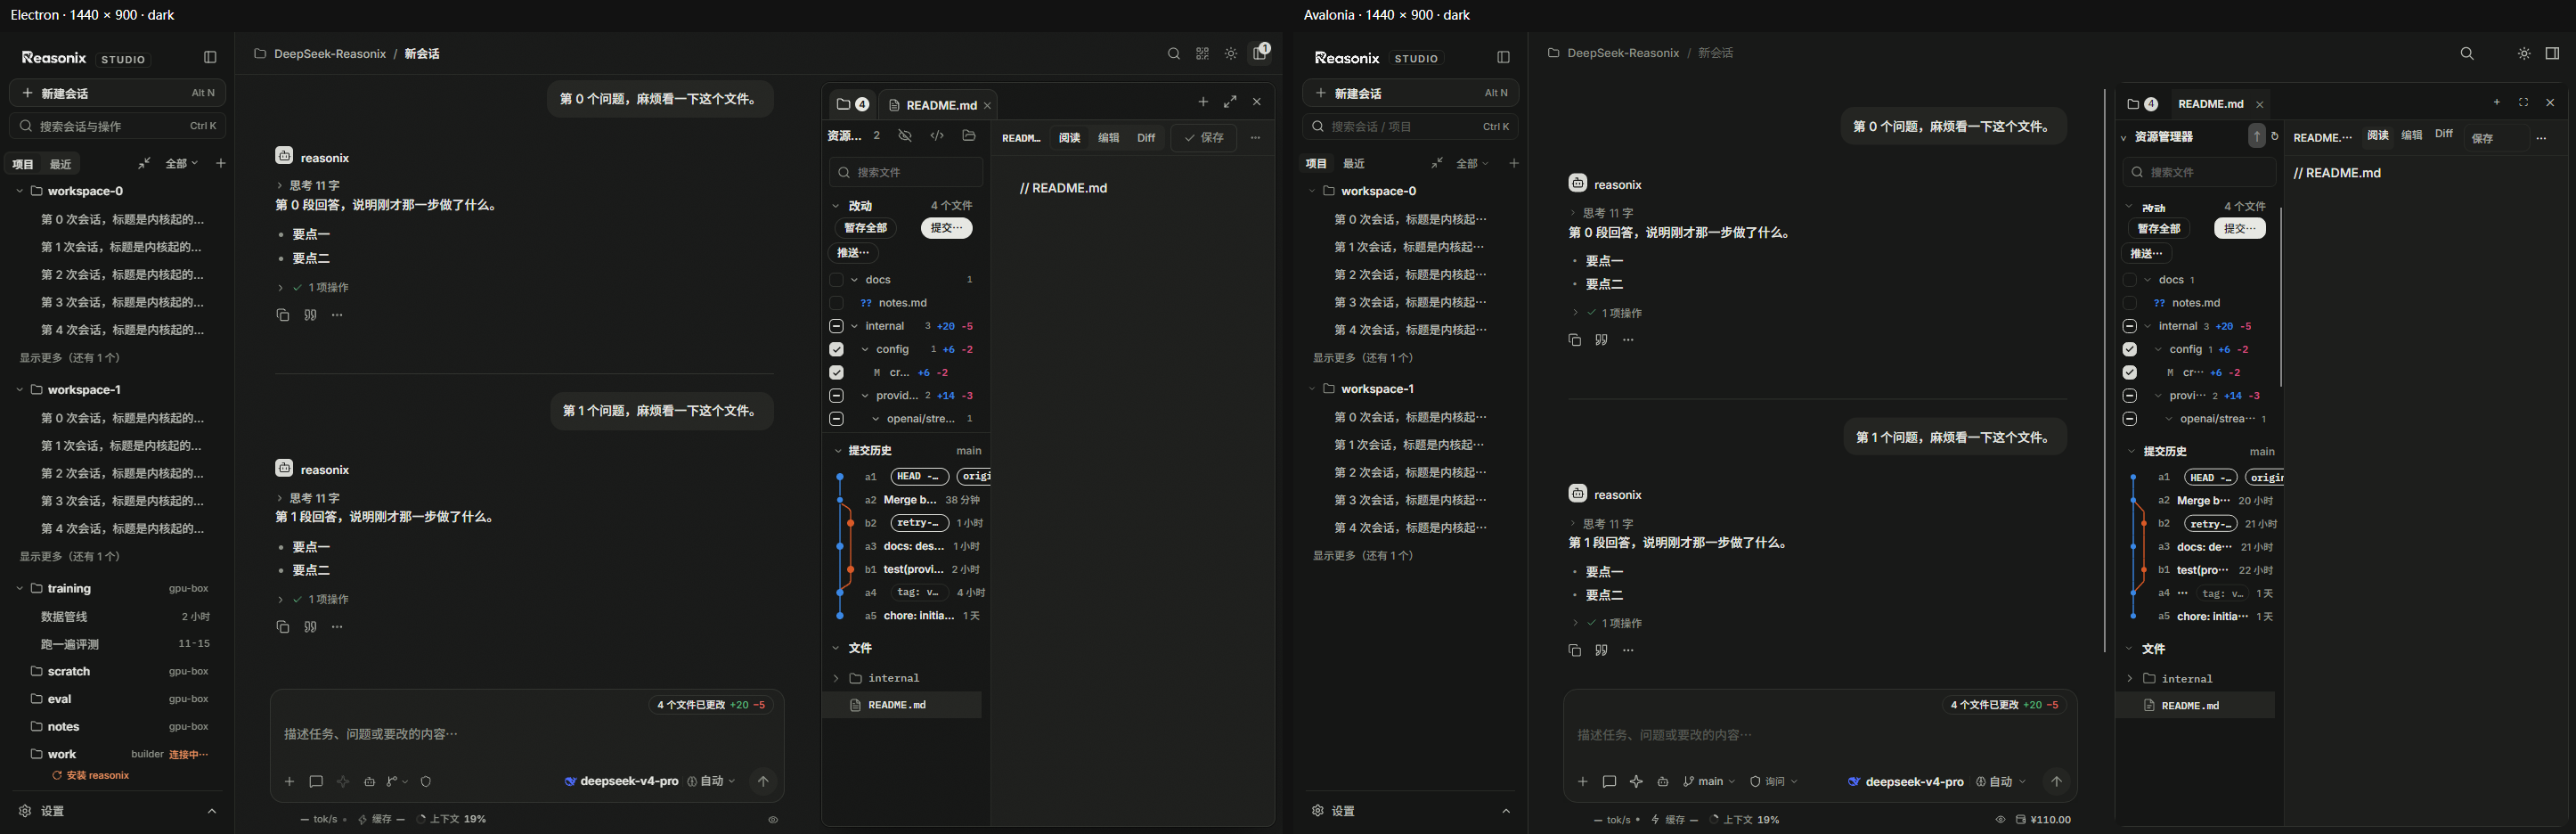 Electron · 1440 × 900 · dark
Reasonix STUDIO
新建会话 Alt N
搜索会话与操作 Ctrl K
项目 最近 全部
workspace-0
第 0 次会话，标题是内核起的...
第 1 次会话，标题是内核起的...
第 2 次会话，标题是内核起的...
第 3 次会话，标题是内核起的...
第 4 次会话，标题是内核起的...
显示更多（还有 1 个）
workspace-1
第 0 次会话，标题是内核起的...
第 1 次会话，标题是内核起的...
第 2 次会话，标题是内核起的...
第 3 次会话，标题是内核起的...
第 4 次会话，标题是内核起的...
显示更多（还有 1 个）
training gpu-box
数据管线 2 小时
跑一遍评测 11-15
scratch gpu-box
eval gpu-box
notes gpu-box
work builder 连接中···
安装 reasonix
设置
DeepSeek-Reasonix / 新会话
1
第 0 个问题，麻烦看一下这个文件。
reasonix
思考 11 字
第 0 段回答，说明刚才那一步做了什么。
• 要点一
• 要点二
1 项操作
第 1 个问题，麻烦看一下这个文件。
reasonix
思考 11 字
第 1 段回答，说明刚才那一步做了什么。
• 要点一
• 要点二
1 项操作
4 个文件已更改 +20 −5
描述任务、问题或要改的内容···
deepseek-v4-pro 自动
— tok/s • 缓存 — 上下文 19%
4 README.md
资源... 2
搜索文件
改动 4 个文件
暂存全部 提交···
推送···
docs 1
?? notes.md
internal 3 +20 -5
config 1 +6 -2
M cr... +6 -2
provid... 2 +14 -3
openai/strea... 1
提交历史 main
a1 HEAD -… origi
a2 Merge b... 38 分钟
b2 retry-… 1 小时
a3 docs: des... 1 小时
b1 test(provi... 2 小时
a4 tag: v… 4 小时
a5 chore: initia... 1 天
文件
internal
README.md
READM... 阅读 编辑 Diff 保存 ···
// README.md
Avalonia · 1440 × 900 · dark
Reasonix STUDIO
新建会话 Alt N
搜索会话 / 项目 Ctrl K
项目 最近 全部
workspace-0
第 0 次会话，标题是内核起···
第 1 次会话，标题是内核起···
第 2 次会话，标题是内核起···
第 3 次会话，标题是内核起···
第 4 次会话，标题是内核起···
显示更多（还有 1 个）
workspace-1
第 0 次会话，标题是内核起···
第 1 次会话，标题是内核起···
第 2 次会话，标题是内核起···
第 3 次会话，标题是内核起···
第 4 次会话，标题是内核起···
显示更多（还有 1 个）
设置
DeepSeek-Reasonix / 新会话
第 0 个问题，麻烦看一下这个文件。
reasonix
思考 11 字
第 0 段回答，说明刚才那一步做了什么。
• 要点一
• 要点二
1 项操作
第 1 个问题，麻烦看一下这个文件。
reasonix
思考 11 字
第 1 段回答，说明刚才那一步做了什么。
• 要点一
• 要点二
1 项操作
4 个文件已更改 +20 −5
描述任务、问题或要改的内容···
main 询问 deepseek-v4-pro 自动
— tok/s • 缓存 — 上下文 19% ¥110.00
4 README.md
资源管理器
搜索文件
改动 4 个文件
暂存全部 提交···
推送···
docs 1
?? notes.md
internal 3 +20 -5
config 1 +6 -2
M cr··· +6 -2
provi··· 2 +14 -3
openai/strea··· 1
提交历史 main
a1 HEAD -… origir
a2 Merge b··· 20 小时
b2 retry-… 21 小时
a3 docs: de··· 21 小时
b1 test(pro··· 22 小时
a4 ··· tag: v… 1 天
a5 chore: initia··· 1 天
文件
internal
README.md
README.··· 阅读 编辑 Diff 保存 ···
// README.md